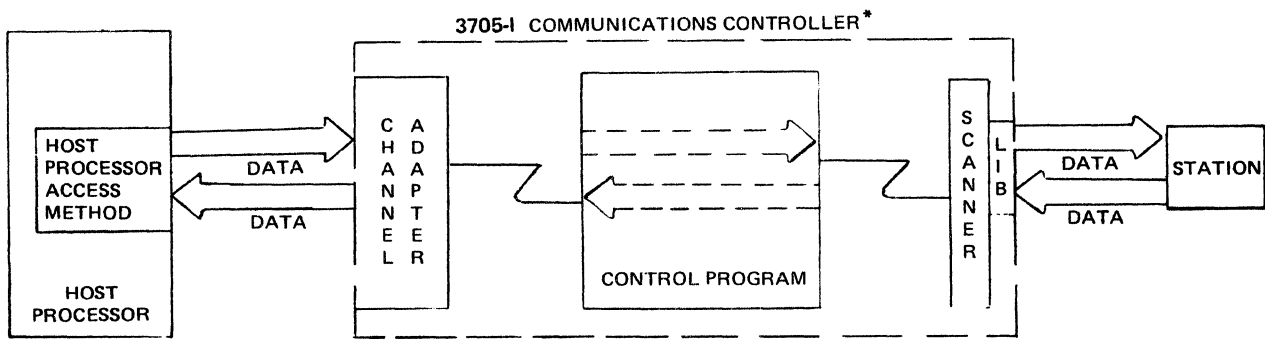 3705-I COMMUNICATIONS CONTROLLER*
HOST
PROCESSOR
ACCESS
METHOD
HOST
PROCESSOR
DATA
DATA
CHANNEL
ADAPTER
CONTROL PROGRAM
SCANNER
LIB
DATA
DATA
STATION